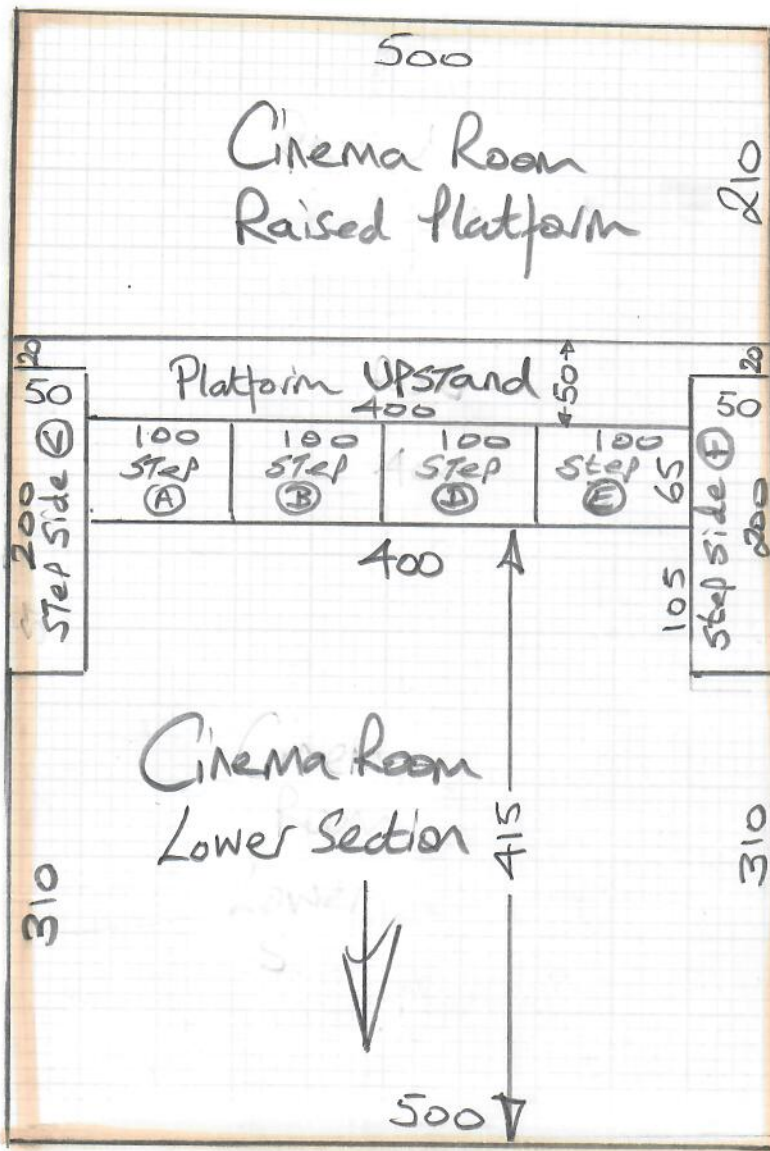 500
Cinema Room
Raised Platform
210
20
Platform UPSTAND
50
20
50
400
50
100
100
100
100
STep
STep
STep
Step
A
B
D
E
65
200
STep Side C
Step Side F
200
400
105
Cinema Room
Lower Section
415
310
310
500